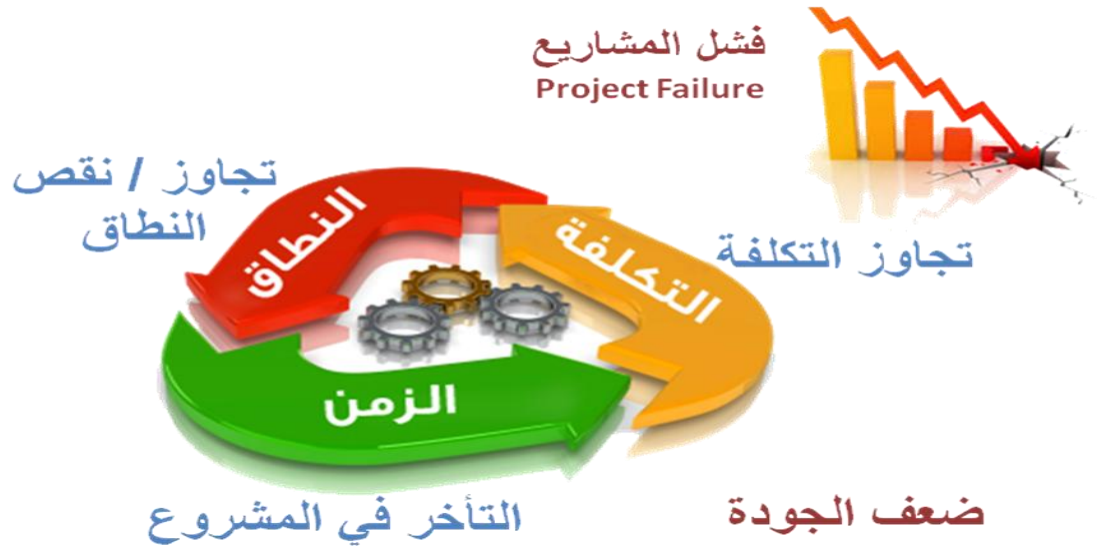 فشل المشاريع
Project Failure
تجاوز / نقص
النطاق
النطاق
التكلفة
تجاوز التكلفة
الزمن
التأخر في المشروع
ضعف الجودة